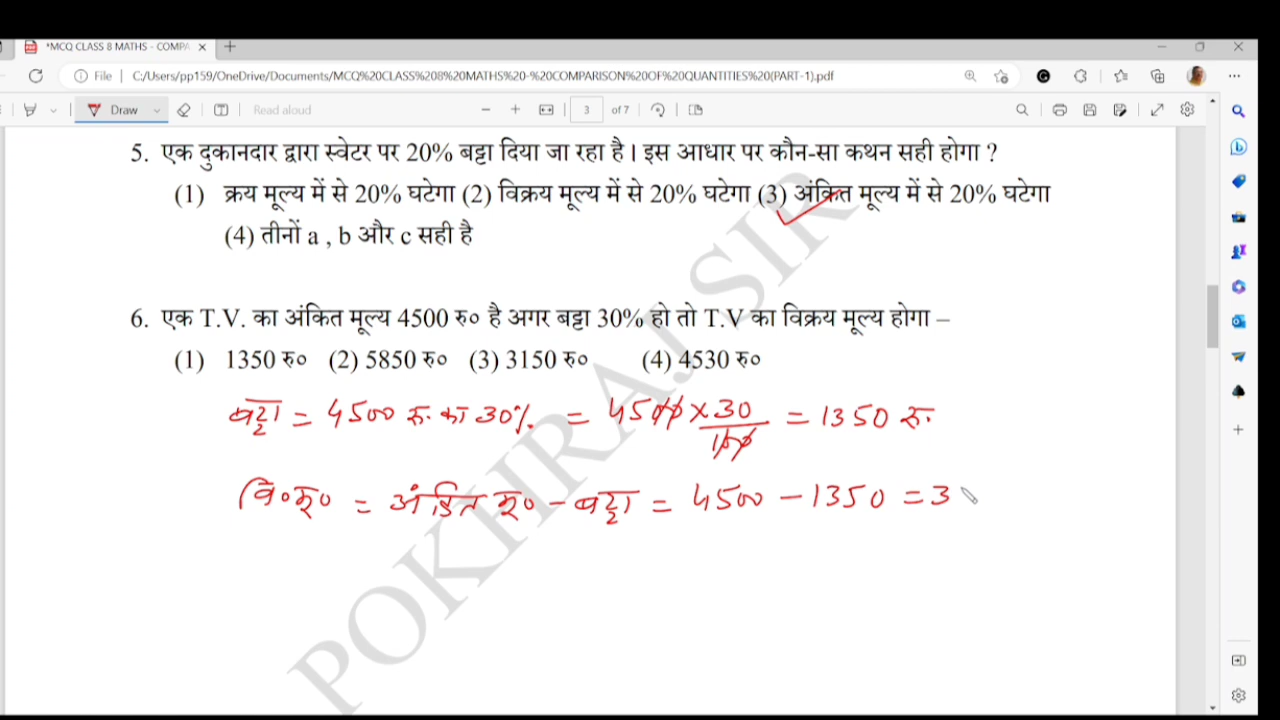 *MCQ CLASS 8 MATHS - COMPA
File | C:/Users/pp159/OneDrive/Documents/MCQ%20CLASS%208%20MATHS%20-%20COMPARISON%20OF%20QUANTITIES%20(PART-1).pdf
Draw Read aloud 3 of 7
5. एक दुकानदार द्वारा स्वेटर पर 20% बट्टा दिया जा रहा है । इस आधार पर कौन-सा कथन सही होगा ?
(1) क्रय मूल्य में से 20% घटेगा (2) विक्रय मूल्य में से 20% घटेगा (3) अंकित मूल्य में से 20% घटेगा
(4) तीनों a , b और c सही है
6. एक T.V. का अंकित मूल्य 4500 रु० है अगर बट्टा 30% हो तो T.V का विक्रय मूल्य होगा –
(1) 1350 रु० (2) 5850 रु० (3) 3150 रु० (4) 4530 रु०
बट्टा = 4500 रु. का 30% = 4500 × 30/100 = 1350 रु.
वि०मू० = अंकित मू० - बट्टा = 4500 - 1350 = 3
POKHRAJ SIR